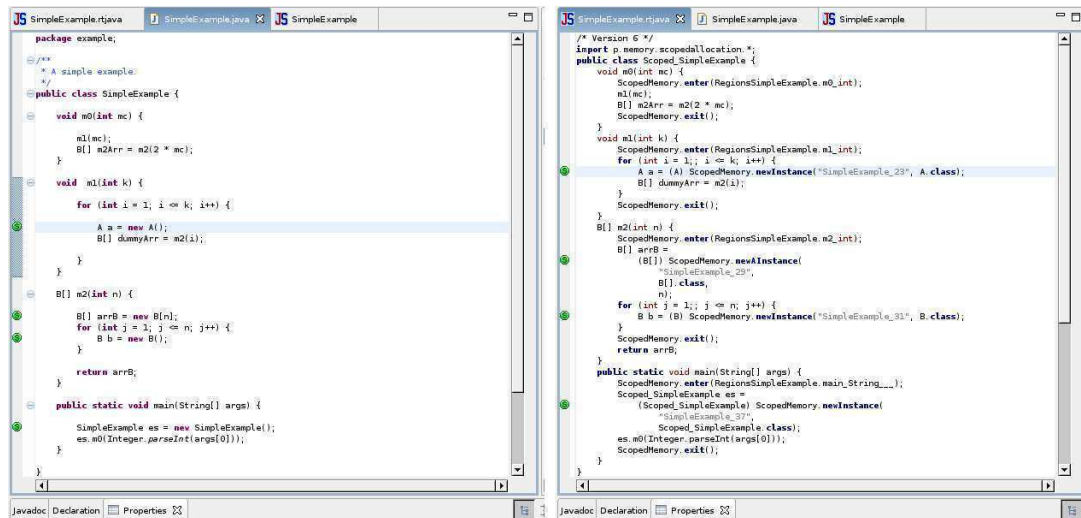 SimpleExample.rtjava SimpleExample.java SimpleExample
package example;
/**
* A simple example.
*/
public class SimpleExample {
void m0(int mc) {
m1(mc);
B[] m2Arr = m2(2 * mc);
}
void m1(int k) {
for (int i = 1; i <= k; i++) {
A a = new A();
B[] dummyArr = m2(i);
}
}
B[] m2(int n) {
B[] arrB = new B[n];
for (int j = 1; j <= n; j++) {
B b = new B();
}
return arrB;
}
public static void main(String[] args) {
SimpleExample es = new SimpleExample();
es.m0(Integer.parseInt(args[0]));
}
}
Javadoc Declaration Properties
SimpleExample.rtjava SimpleExample.java SimpleExample
/* Version 6 */
import p.memory.scopedallocation.*;
public class Scoped_SimpleExample {
void m0(int mc) {
ScopedMemory.enter(RegionsSimpleExample.m0_int);
m1(mc);
B[] m2Arr = m2(2 * mc);
ScopedMemory.exit();
}
void m1(int k) {
ScopedMemory.enter(RegionsSimpleExample.m1_int);
for (int i = 1;; i <= k; i++) {
A a = (A) ScopedMemory.newInstance("SimpleExample_23", A.class);
B[] dummyArr = m2(i);
}
ScopedMemory.exit();
}
B[] m2(int n) {
ScopedMemory.enter(RegionsSimpleExample.m2_int);
B[] arrB =
(B[]) ScopedMemory.newAInstance(
"SimpleExample_29",
B[].class,
n);
for (int j = 1;; j <= n; j++) {
B b = (B) ScopedMemory.newInstance("SimpleExample_31", B.class);
}
ScopedMemory.exit();
return arrB;
}
public static void main(String[] args) {
ScopedMemory.enter(RegionsSimpleExample.main_String___);
Scoped_SimpleExample es =
(Scoped_SimpleExample) ScopedMemory.newInstance(
"SimpleExample_37",
Scoped_SimpleExample.class);
es.m0(Integer.parseInt(args[0]));
ScopedMemory.exit();
}
}
Javadoc Declaration Properties